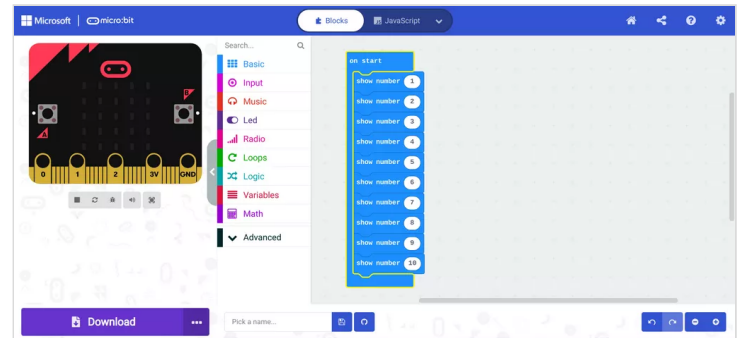 Microsoft micro:bit Blocks JavaScript
Search...
Basic
Input
Music
Led
Radio
Loops
Logic
Variables
Math
Advanced
A
B
0 1 2 3V GND
on start
show number 1
show number 2
show number 3
show number 4
show number 5
show number 6
show number 7
show number 8
show number 9
show number 10
Download
Pick a name...